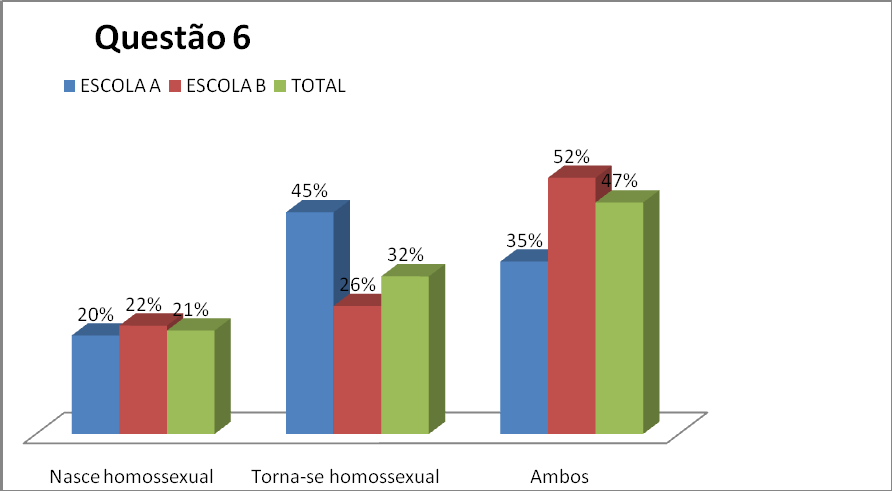 Questão 6
ESCOLA A ESCOLA B TOTAL
20% 22% 21%
45% 26% 32%
35% 52% 47%
Nasce homossexual Torna-se homossexual Ambos